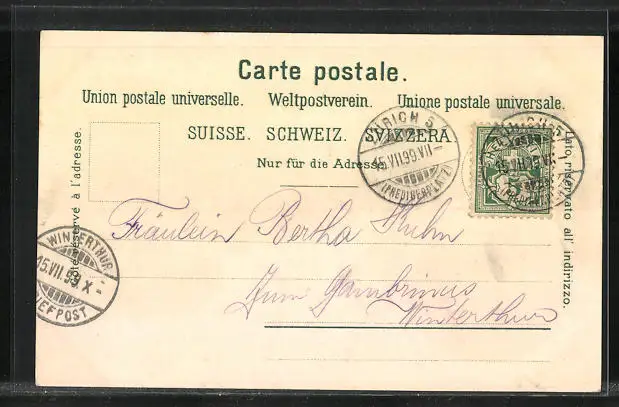 Carte postale.
Union postale universelle. Weltpostverein. Unione postale universale.
SUISSE. SCHWEIZ. SVIZZERA
Nur für die Adresse.
réservé à l'adresse.
Lato riservato all' indirizzo.
ZÜRICH 5
15.VII.99.VII-
(PREDIGERPLATZ)
WINTERTHUR
15.VII.99.X-
BRIEFPOST
Fräulein Bertha Huhn
Zum Gambrinus
Winterthur